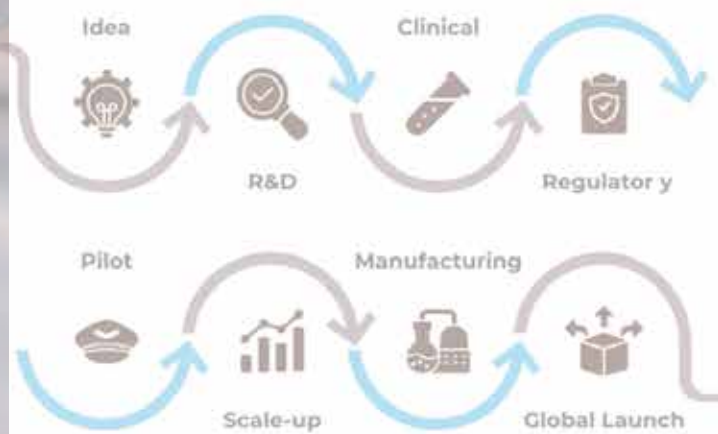 Idea
Clinical
R&D
Regulator y
Pilot
Manufacturing
Scale-up
Global Launch